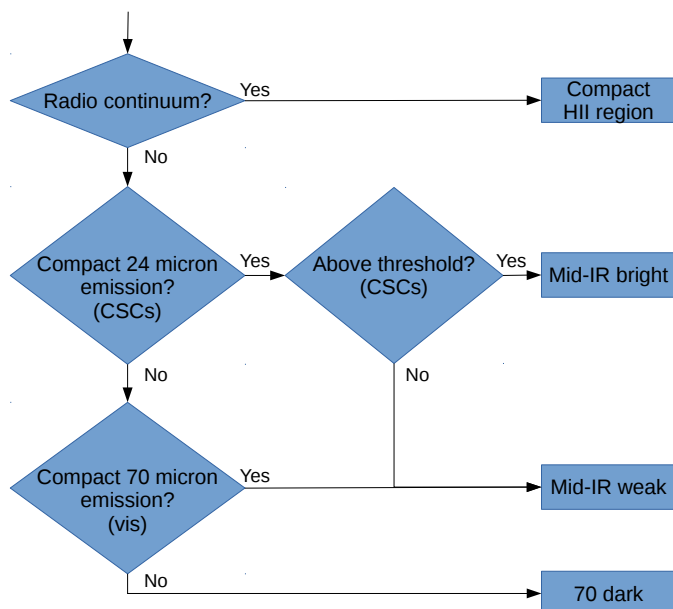 Radio continuum?
Yes
Compact
HII region
No
Compact 24 micron
emission?
(CSCs)
Yes
Above threshold?
(CSCs)
Yes
Mid-IR bright
No
No
Compact 70 micron
emission?
(vis)
Yes
Mid-IR weak
No
70 dark